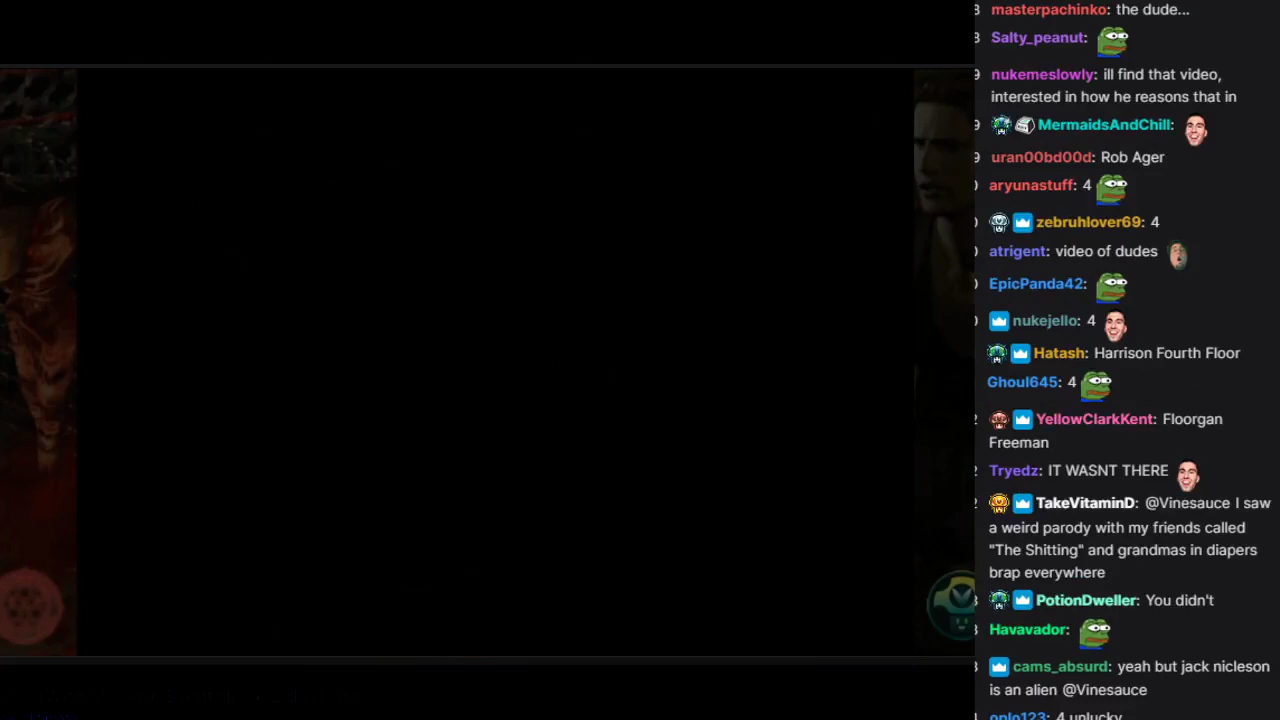 masterpachinko: the dude...
Salty_peanut:
nukemeslowly: ill find that video,
interested in how he reasons that in
MermaidsAndChill:
uran00bd00d: Rob Ager
aryunastuff: 4
zebruhlover69: 4
atrigent: video of dudes
EpicPanda42:
nukejello: 4
Hatash: Harrison Fourth Floor
Ghoul645: 4
YellowClarkKent: Floorgan
Freeman
Tryedz: IT WASNT THERE
TakeVitaminD: @Vinesauce I saw
a weird parody with my friends called
"The Shitting" and grandmas in diapers
brap everywhere
PotionDweller: You didn't
Havavador:
cams_absurd: yeah but jack nicleson
is an alien @Vinesauce
oplo123: 4 unlucky